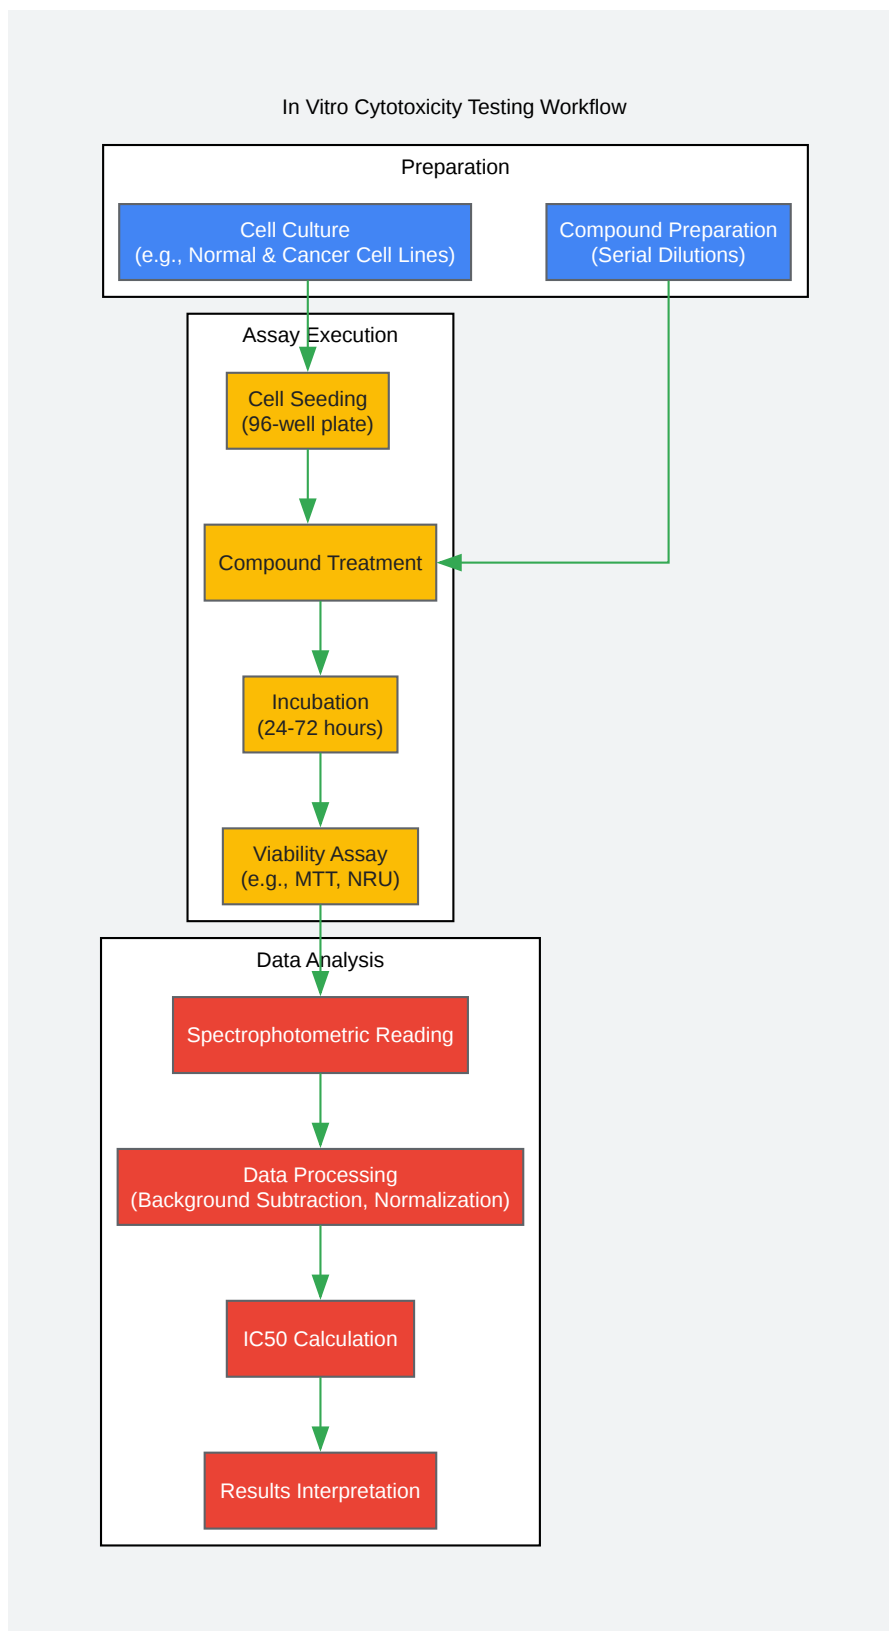 In Vitro Cytotoxicity Testing Workflow
Preparation
Cell Culture
(e.g., Normal & Cancer Cell Lines)
Compound Preparation
(Serial Dilutions)
Assay Execution
Cell Seeding
(96-well plate)
Compound Treatment
Incubation
(24-72 hours)
Viability Assay
(e.g., MTT, NRU)
Data Analysis
Spectrophotometric Reading
Data Processing
(Background Subtraction, Normalization)
IC50 Calculation
Results Interpretation